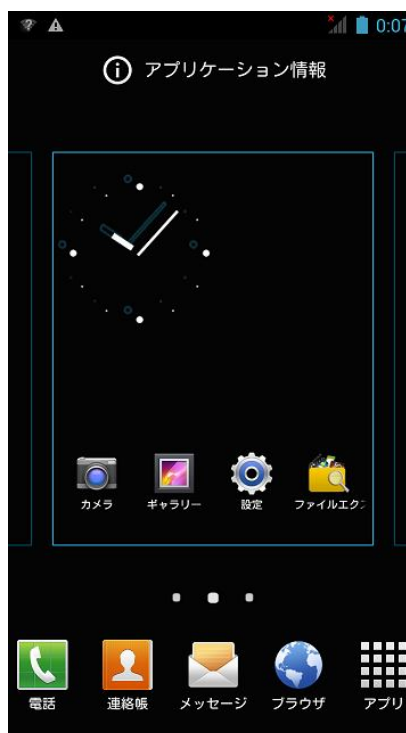 0:07
アプリケーション情報
カメラ
ギャラリー
設定
ファイルエクス
電話
連絡帳
メッセージ
ブラウザ
アプリ